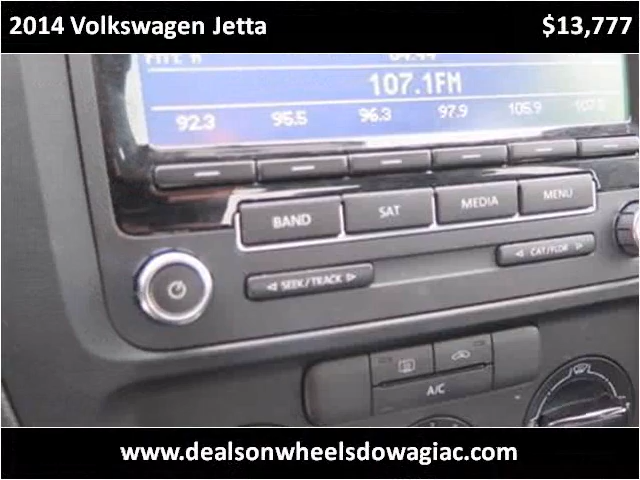 2014 Volkswagen Jetta $13,777
107.1FM
92.3 95.5 96.3 97.9 105.9
BAND SAT MEDIA MENU
SEEK/TRACK CAT/FLDR
A/C
www.dealsonwheelsdowagiac.com